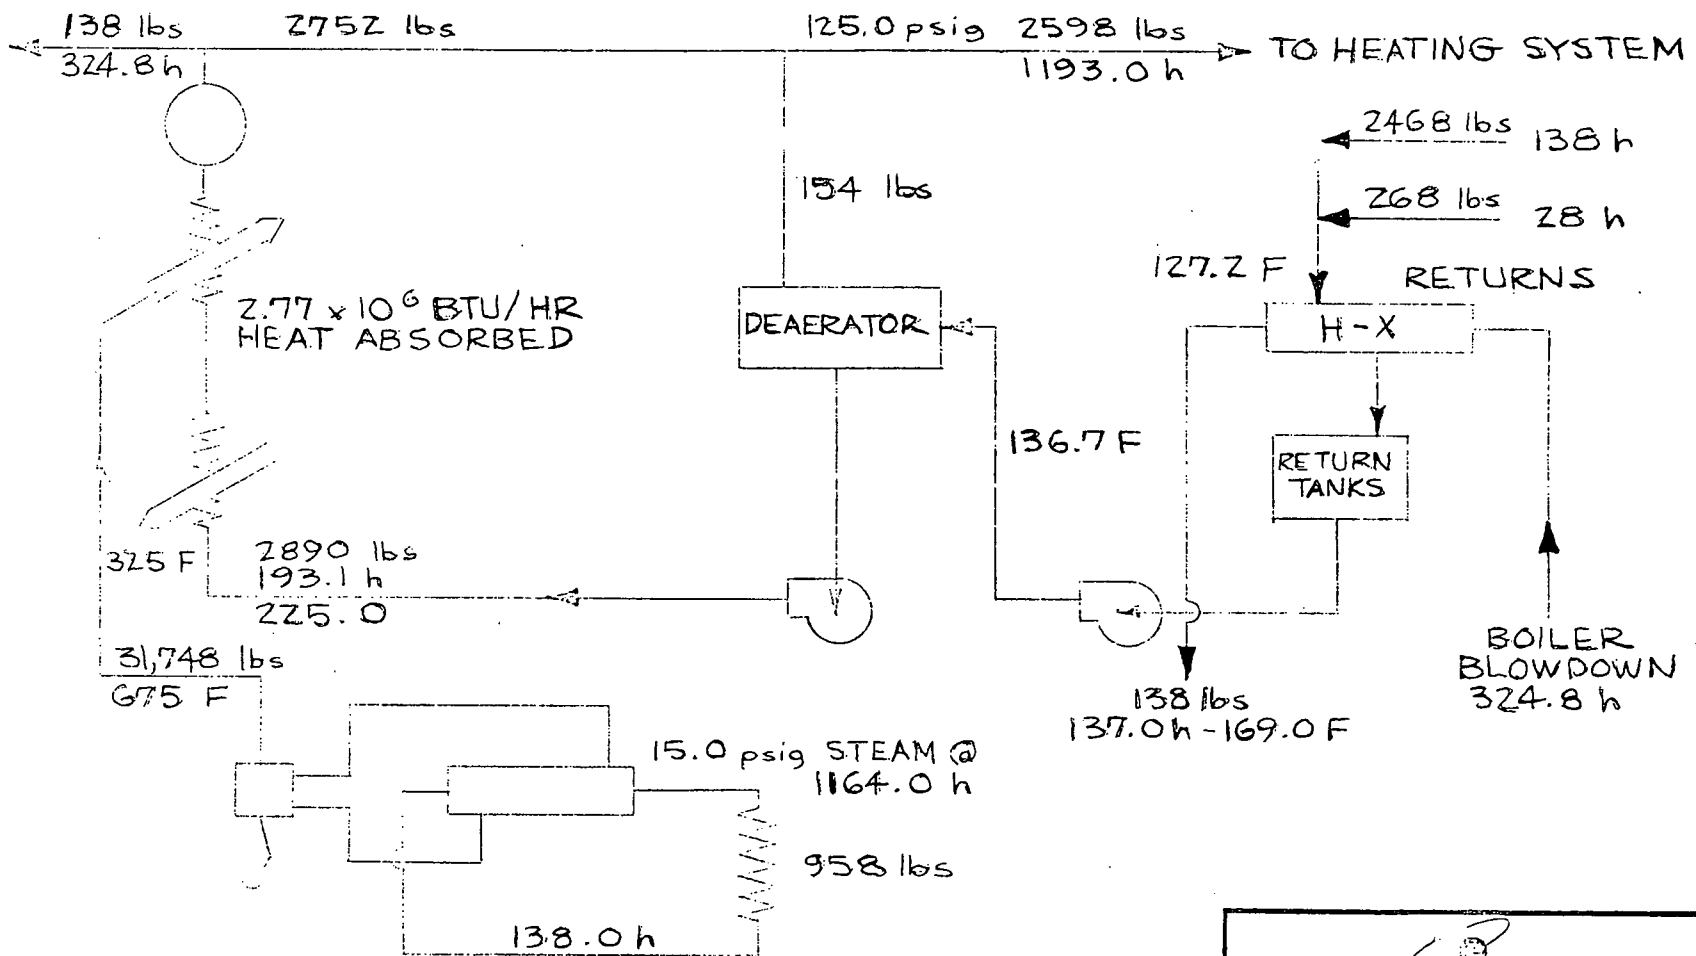 138 lbs
324.8 h
2752 lbs
125.0 psig
2598 lbs
1193.0 h
TO HEATING SYSTEM
2468 lbs
138 h
268 lbs
28 h
127.2 F
RETURNS
154 lbs
H-X
DEAERATOR
2.77 x 10⁶ BTU/HR
HEAT ABSORBED
136.7 F
RETURN
TANKS
325 F
2890 lbs
193.1 h
225.0
31,748 lbs
675 F
BOILER
BLOWDOWN
324.8 h
138 lbs
137.0 h - 169.0 F
15.0 psig STEAM @
1164.0 h
958 lbs
138.0 h